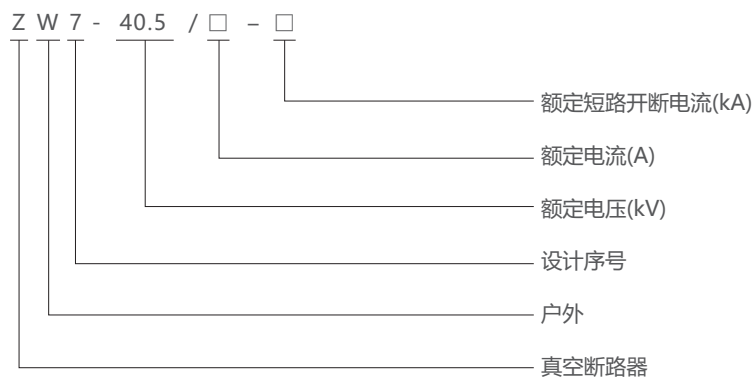 Z W 7 - 40.5 / □ – □
额定短路开断电流(kA)
额定电流(A)
额定电压(kV)
设计序号
户外
真空断路器